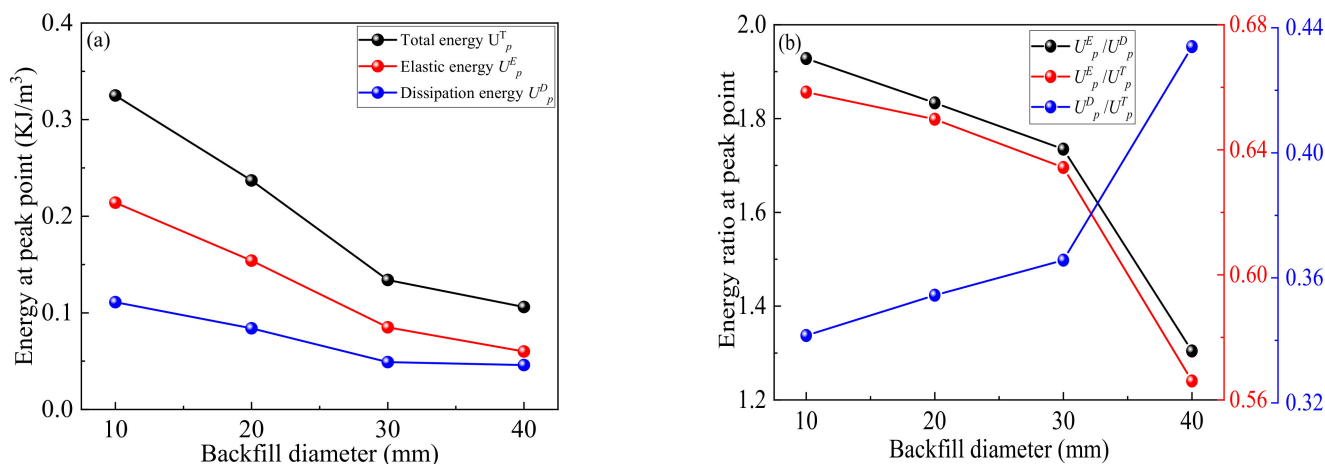 (a)
Total energy U^T_p
Elastic energy U^E_p
Dissipation energy U^D_p
Energy at peak point (KJ/m³)
0.4
0.3
0.2
0.1
0.0
10 20 30 40
Backfill diameter (mm)
(b)
U^E_p /U^D_p
U^E_p /U^T_p
U^D_p /U^T_p
Energy ratio at peak point
2.0
1.8
1.6
1.4
1.2
10 20 30 40
Backfill diameter (mm)
0.68
0.64
0.60
0.56
0.44
0.40
0.36
0.32